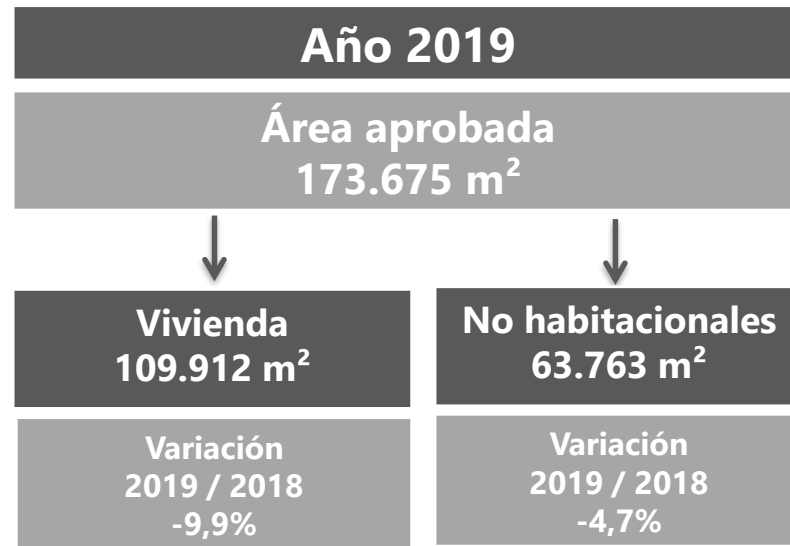 Año 2019
Área aprobada
173.675 m²
Vivienda
109.912 m²
No habitacionales
63.763 m²
Variación
2019 / 2018
-9,9%
Variación
2019 / 2018
-4,7%